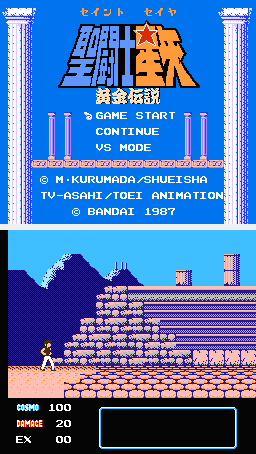 セイント セイヤ
聖闘士星矢
黄金伝説
GAME START
CONTINUE
VS MODE
© M·KURUMADA/SHUEISHA
TV-ASAHI/TOEI ANIMATION
© BANDAI 1987
COSMO 100
DAMAGE 20
EX 00